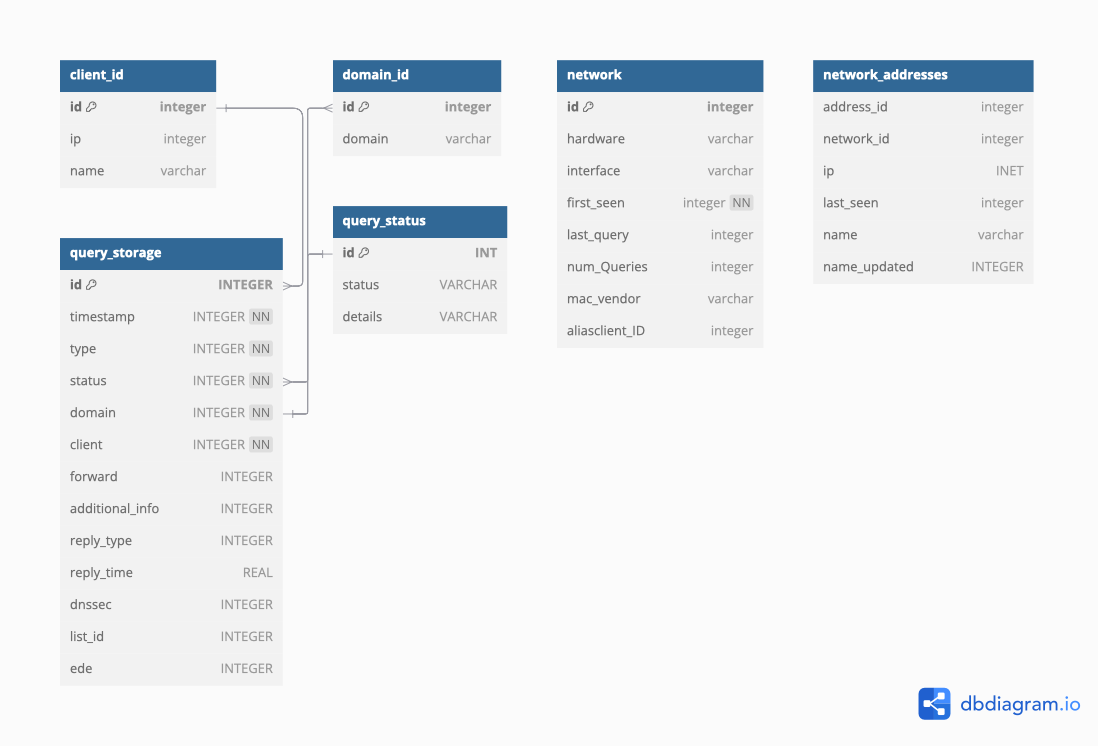 client_id
id integer
ip integer
name varchar
domain_id
id integer
domain varchar
network
id integer
hardware varchar
interface varchar
first_seen integer NN
last_query integer
num_Queries integer
mac_vendor varchar
aliasclient_ID integer
network_addresses
address_id integer
network_id integer
ip INET
last_seen integer
name varchar
name_updated INTEGER
query_status
id INT
status VARCHAR
details VARCHAR
query_storage
id INTEGER
timestamp INTEGER NN
type INTEGER NN
status INTEGER NN
domain INTEGER NN
client INTEGER NN
forward INTEGER
additional_info INTEGER
reply_type INTEGER
reply_time REAL
dnssec INTEGER
list_id INTEGER
ede INTEGER
dbdiagram.io